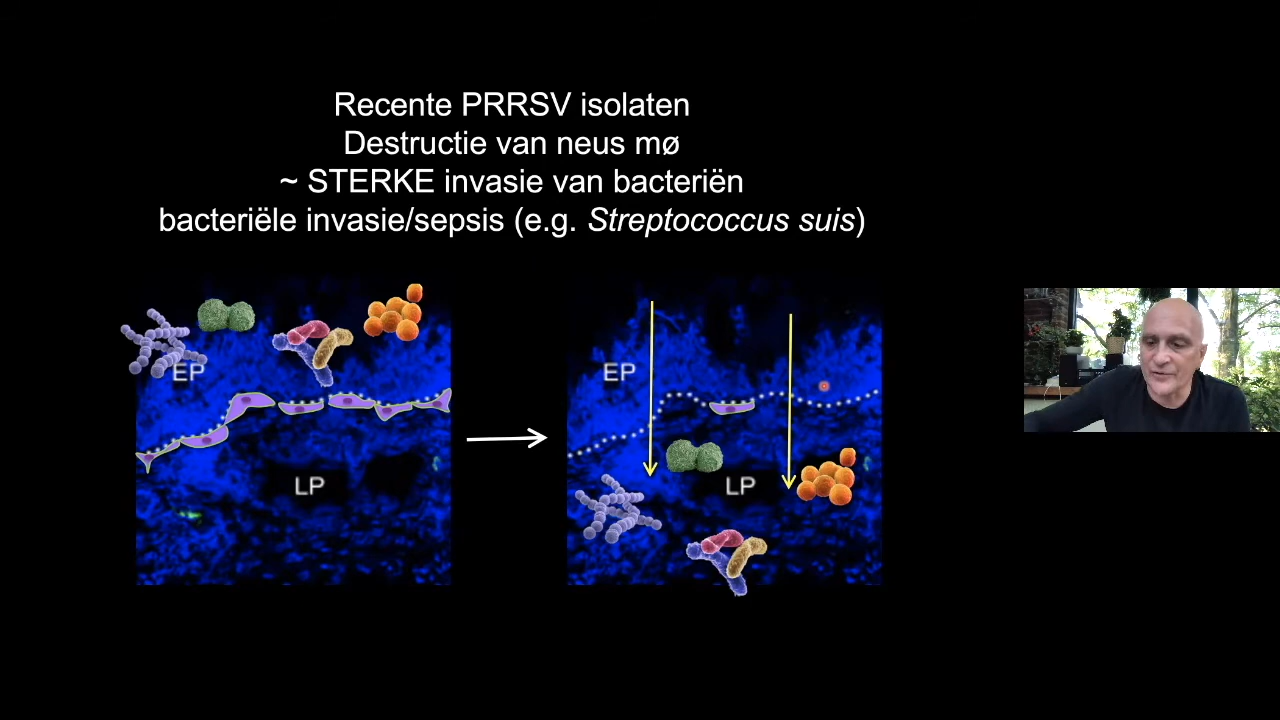 Recente PRRSV isolaten
Destructie van neus mø
~ STERKE invasie van bacteriën
bacteriële invasie/sepsis (e.g. Streptococcus suis)
EP
EP
LP
LP